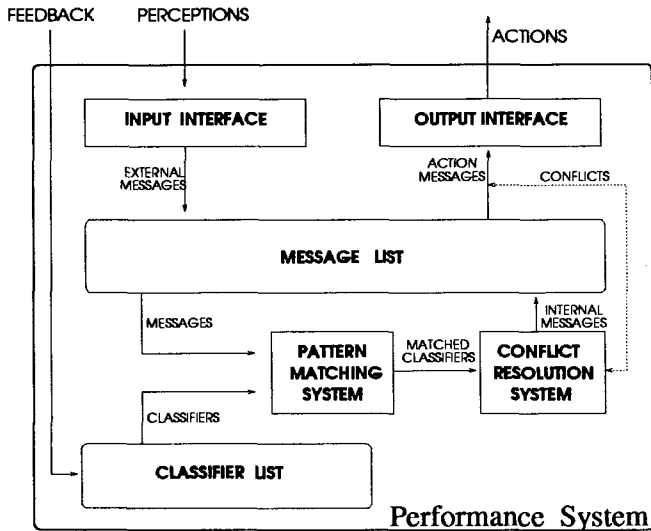 FEEDBACK
PERCEPTIONS
ACTIONS
INPUT INTERFACE
OUTPUT INTERFACE
EXTERNAL
MESSAGES
ACTION
MESSAGES
CONFLICTS
MESSAGE LIST
MESSAGES
INTERNAL
MESSAGES
PATTERN
MATCHING
SYSTEM
MATCHED
CLASSIFIERS
CONFLICT
RESOLUTION
SYSTEM
CLASSIFIERS
CLASSIFIER LIST
Performance System